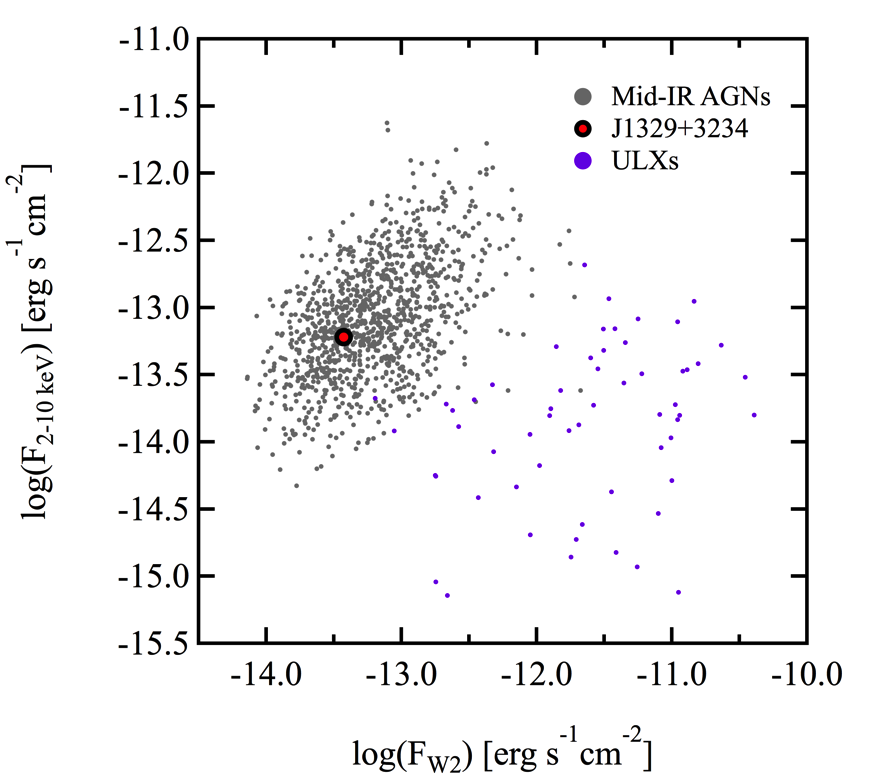 -11.0
-11.5
-12.0
-12.5
-13.0
-13.5
-14.0
-14.5
-15.0
-15.5
log(F2-10 keV) [erg s-1 cm-2]
Mid-IR AGNs
J1329+3234
ULXs
-14.0 -13.0 -12.0 -11.0 -10.0
log(FW2) [erg s-1cm-2]